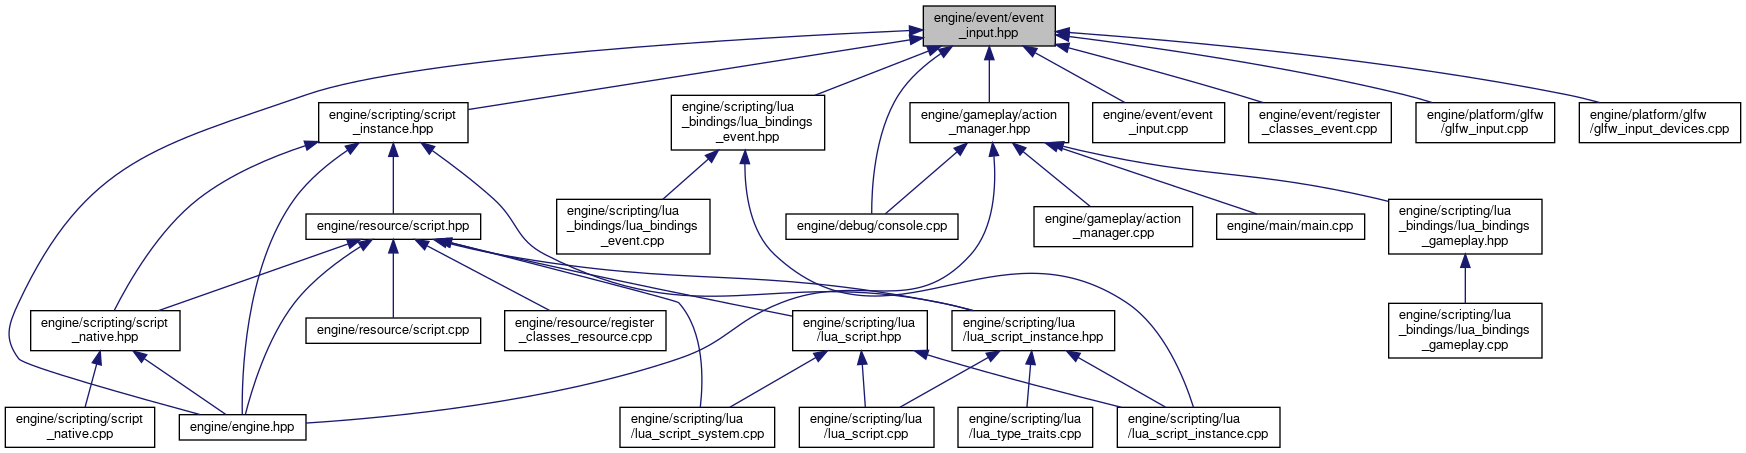 engine/event/event
_input.hpp
engine/scripting/script
_instance.hpp
engine/scripting/lua
_bindings/lua_bindings
_event.hpp
engine/gameplay/action
_manager.hpp
engine/event/event
_input.cpp
engine/event/register
_classes_event.cpp
engine/platform/glfw
/glfw_input.cpp
engine/platform/glfw
/glfw_input_devices.cpp
engine/resource/script.hpp
engine/scripting/lua
_bindings/lua_bindings
_event.cpp
engine/debug/console.cpp
engine/gameplay/action
_manager.cpp
engine/main/main.cpp
engine/scripting/lua
_bindings/lua_bindings
_gameplay.hpp
engine/scripting/script
_native.hpp
engine/resource/script.cpp
engine/resource/register
_classes_resource.cpp
engine/scripting/lua
/lua_script.hpp
engine/scripting/lua
/lua_script_instance.hpp
engine/scripting/lua
_bindings/lua_bindings
_gameplay.cpp
engine/scripting/script
_native.cpp
engine/engine.hpp
engine/scripting/lua
/lua_script_system.cpp
engine/scripting/lua
/lua_script.cpp
engine/scripting/lua
/lua_type_traits.cpp
engine/scripting/lua
/lua_script_instance.cpp